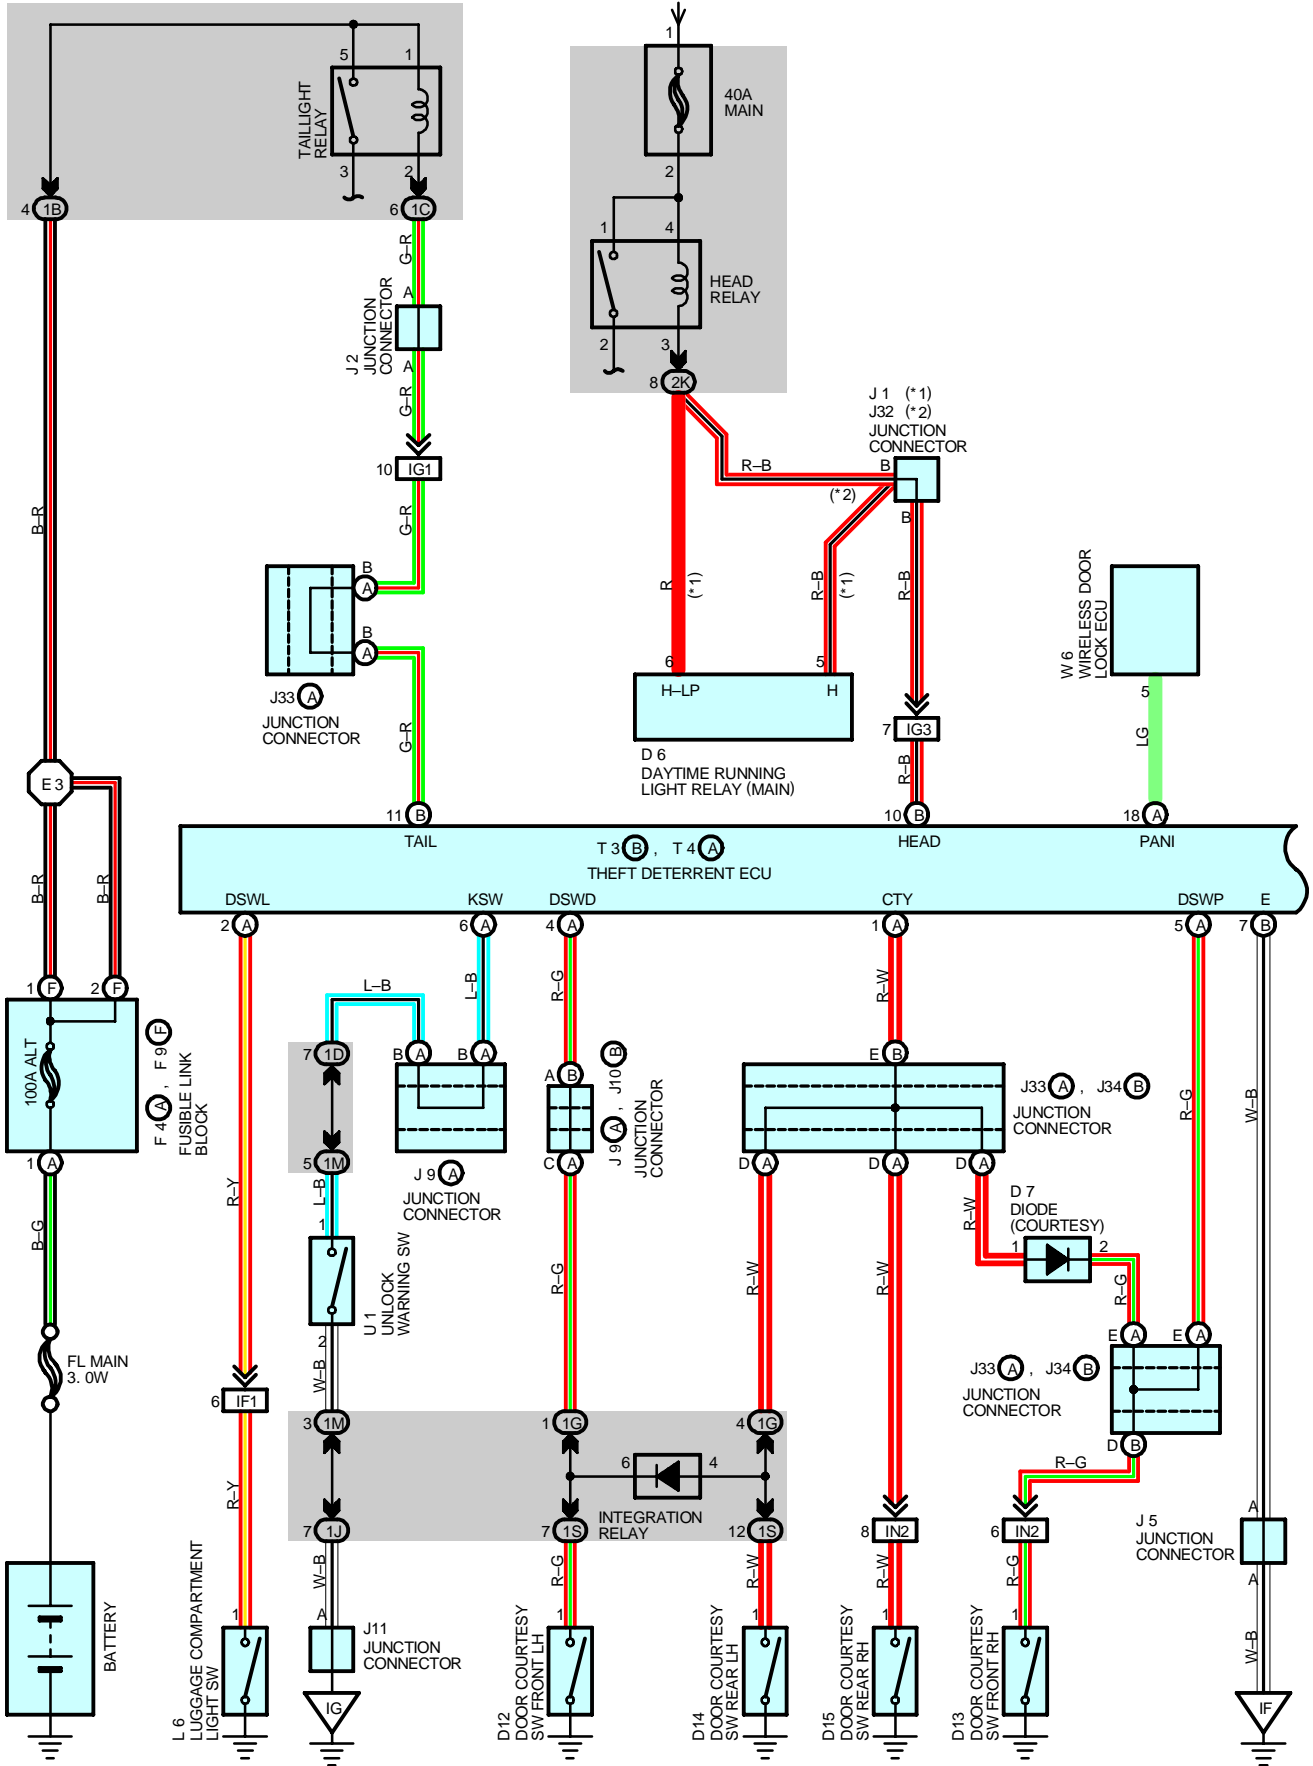 1
5
1
40A
MAIN
TAILLIGHT
RELAY
3
2
2
4
1B
6
1C
1
4
G–R
A
HEAD
RELAY
J 2
JUNCTION
CONNECTOR
2
3
A
8
2K
G–R
J 1 (*1)
J32 (*2)
JUNCTION
CONNECTOR
10
IG1
R–B
B
(*2)
B
B–R
G–R
B
A
R
(*1)
R–B
(*1)
R–B
W 6
WIRELESS DOOR
LOCK ECU
B
A
6
5
5
H–LP
H
J33
A
JUNCTION
CONNECTOR
7
IG3
LG
G–R
D 6
DAYTIME RUNNING
LIGHT RELAY (MAIN)
R–B
E 3
11
B
10
B
18
A
TAIL
T 3
B
, T 4
A
THEFT DETERRENT ECU
HEAD
PANI
B–R
B–R
DSWL
KSW
DSWD
CTY
DSWP
E
2
A
6
A
4
A
1
A
5
A
7
B
1
F
2
F
L–B
L–B
R–G
R–W
100A ALT
F 4
A
, F 9
F
FUSIBLE LINK
BLOCK
7
1D
B
A
B
A
A
B
J 9
A
, J10
B
JUNCTION
CONNECTOR
E
B
J33
A
, J34
B
JUNCTION
CONNECTOR
R–G
W–B
1
A
5
1M
J 9
A
JUNCTION
CONNECTOR
C
A
D
A
D
A
D
A
R–Y
L–B
B–G
1
R–W
D 7
DIODE
(COURTESY)
1
2
U 1
UNLOCK
WARNING SW
R–G
R–W
R–W
R–G
2
E
A
E
A
FL MAIN
3. 0W
W–B
J33
A
, J34
B
JUNCTION
CONNECTOR
6
IF1
3
1M
1
1G
4
1G
D
B
R–Y
6
4
R–G
INTEGRATION
RELAY
A
7
1J
7
1S
12
1S
8
IN2
6
IN2
J 5
JUNCTION
CONNECTOR
W–B
R–G
R–W
R–W
R–G
A
BATTERY
L 6
LUGGAGE COMPARTMENT
LIGHT SW
1
A
J11
JUNCTION
CONNECTOR
D12
DOOR COURTESY
SW FRONT LH
1
D14
DOOR COURTESY
SW REAR LH
1
D15
DOOR COURTESY
SW REAR RH
1
D13
DOOR COURTESY
SW FRONT RH
1
W–B
IG
IF